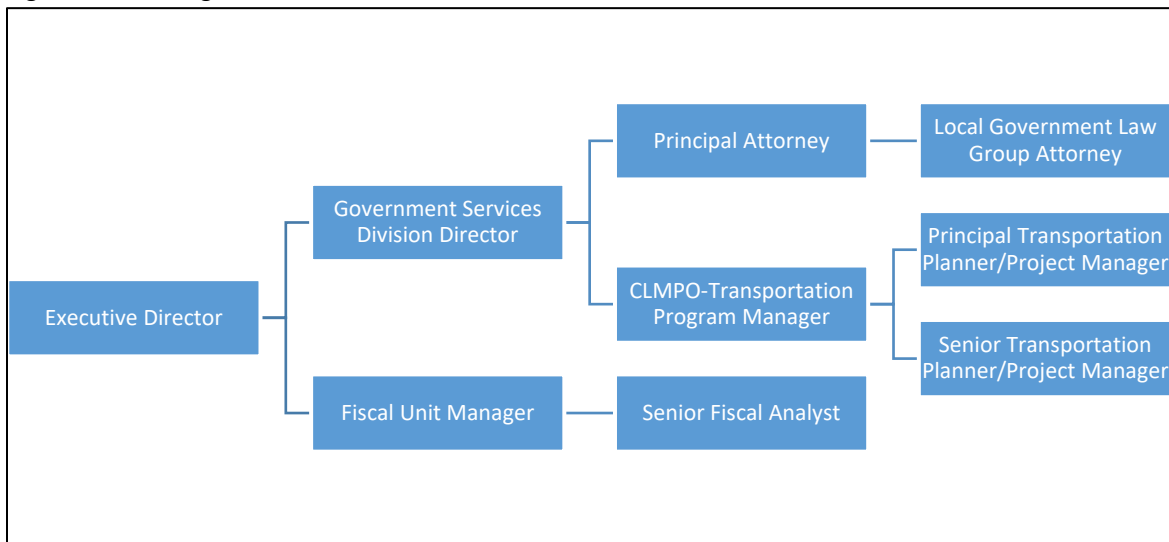 Executive Director
Government Services
Division Director
Fiscal Unit Manager
Principal Attorney
CLMPO-Transportation
Program Manager
Senior Fiscal Analyst
Local Government Law
Group Attorney
Principal Transportation
Planner/Project Manager
Senior Transportation
Planner/Project Manager